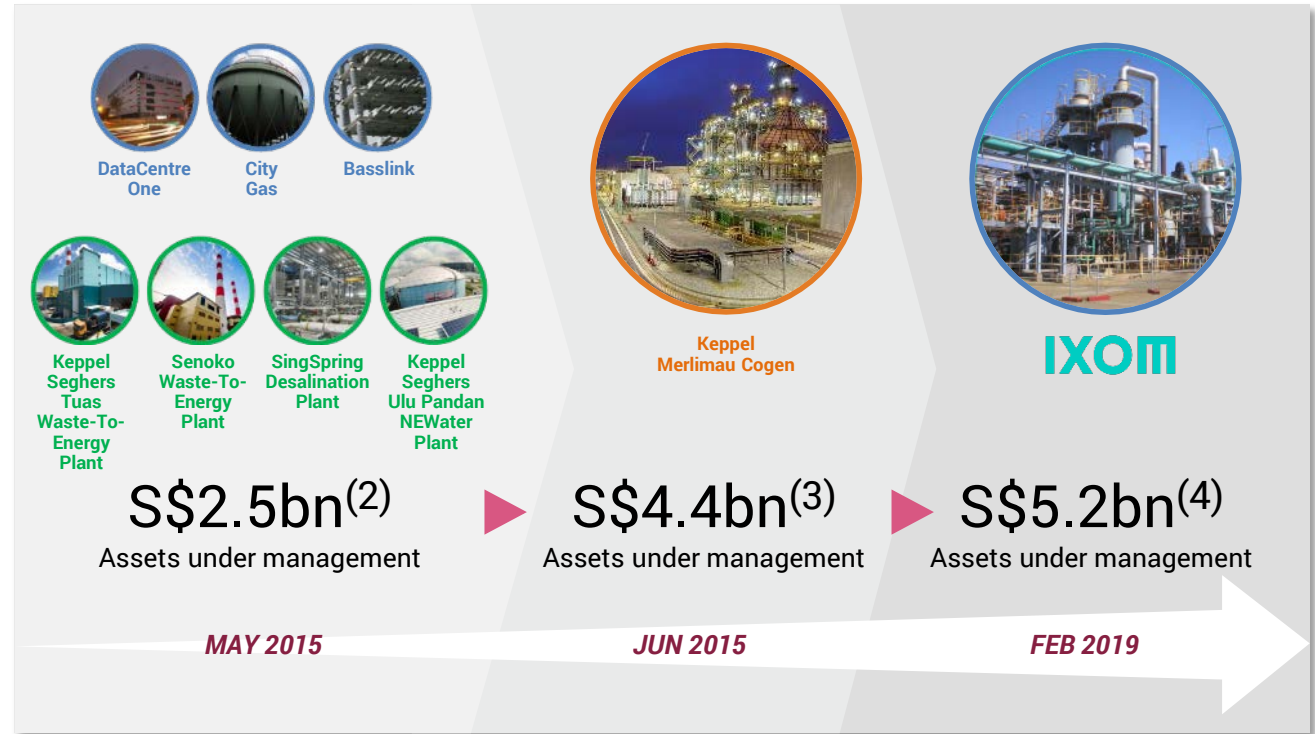 DataCentre
One
City
Gas
Basslink
Keppel
Seghers
Tuas
Waste-To-
Energy
Plant
Senoko
Waste-To-
Energy
Plant
SingSpring
Desalination
Plant
Keppel
Seghers
Ulu Pandan
NEWater
Plant
S$2.5bn(2)
Assets under management
MAY 2015
Keppel
Merlimau Cogen
S$4.4bn(3)
Assets under management
JUN 2015
IXOM
S$5.2bn(4)
Assets under management
FEB 2019